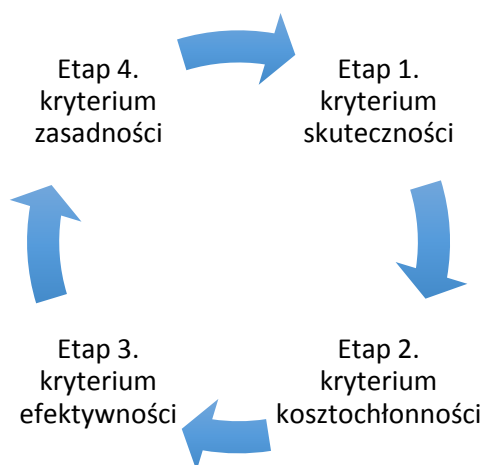 Etap 4.
kryterium
zasadności
Etap 1.
kryterium
skuteczności
Etap 3.
kryterium
efektywności
Etap 2.
kryterium
kosztochłonności